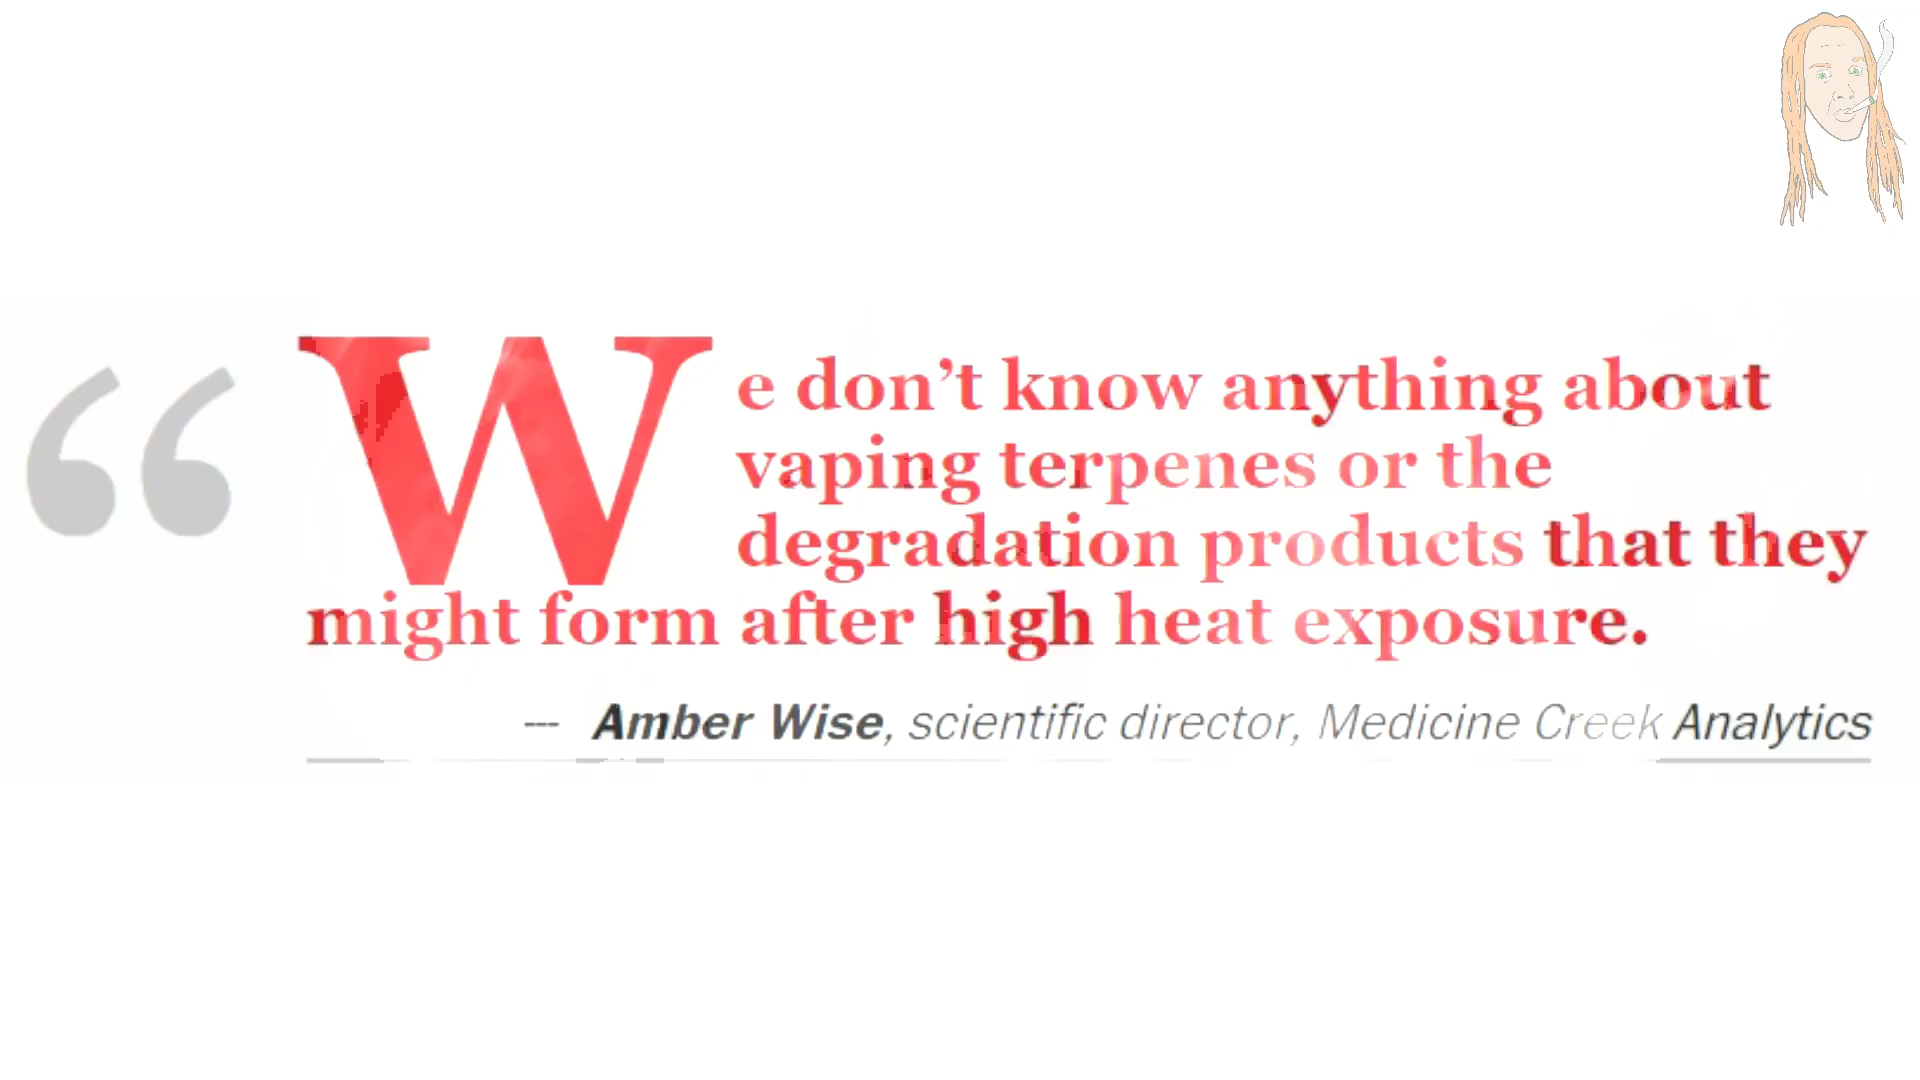 “We don’t know anything about
vaping terpenes or the
degradation products that they
might form after high heat exposure.
--- Amber Wise, scientific director, Medicine Creek Analytics